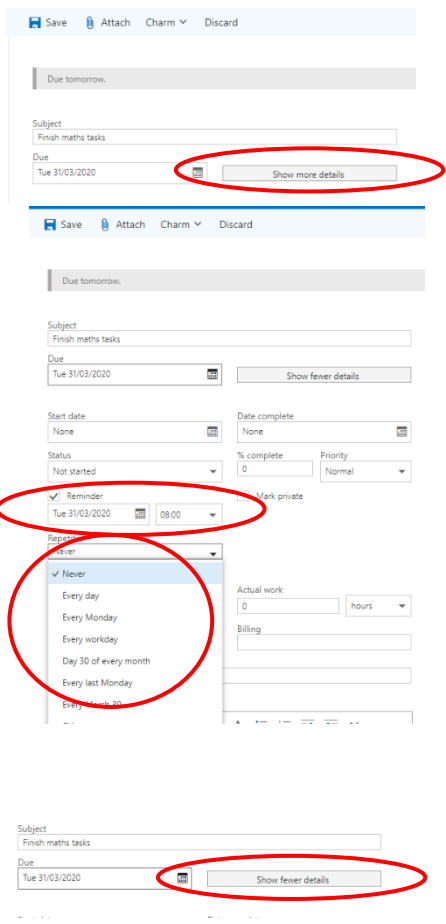 Save Attach Charm Discard
Due tomorrow.
Subject
Finish maths tasks
Due
Tue 31/03/2020 Show more details
Save Attach Charm Discard
Due tomorrow.
Subject
Finish maths tasks
Due
Tue 31/03/2020 Show fewer details
Start date Date complete
None None
Status % complete Priority
Not started 0 Normal
Reminder Mark private
Tue 31/03/2020 08:00
Repetition
Never
Never
Every day Actual work
0 hours
Every Monday
Every workday Billing
Day 30 of every month
Every last Monday
Every March 30
Subject
Finish maths tasks
Due
Tue 31/03/2020 Show fewer details